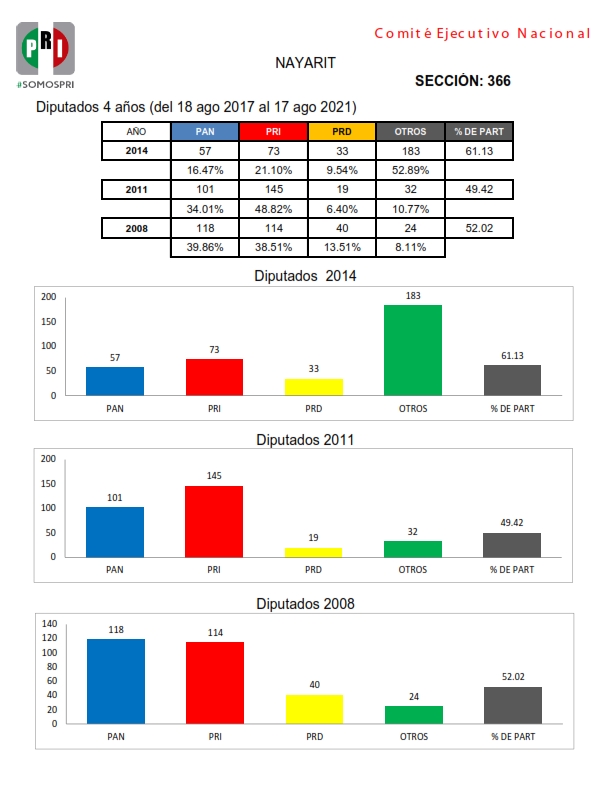 Comité Ejecutivo Nacional
PRI
#SOMOSPRI
NAYARIT
SECCIÓN: 366
Diputados 4 años (del 18 ago 2017 al 17 ago 2021)
AÑO PAN PRI PRD OTROS % DE PART
2014 57 73 33 183 61.13
16.47% 21.10% 9.54% 52.89%
2011 101 145 19 32 49.42
34.01% 48.82% 6.40% 10.77%
2008 118 114 40 24 52.02
39.86% 38.51% 13.51% 8.11%
Diputados 2014
200
150
100
50
0
57 73 33 183 61.13
PAN PRI PRD OTROS % DE PART
Diputados 2011
200
150
100
50
0
101 145 19 32 49.42
PAN PRI PRD OTROS % DE PART
Diputados 2008
140
120
100
80
60
40
20
0
118 114 40 24 52.02
PAN PRI PRD OTROS % DE PART